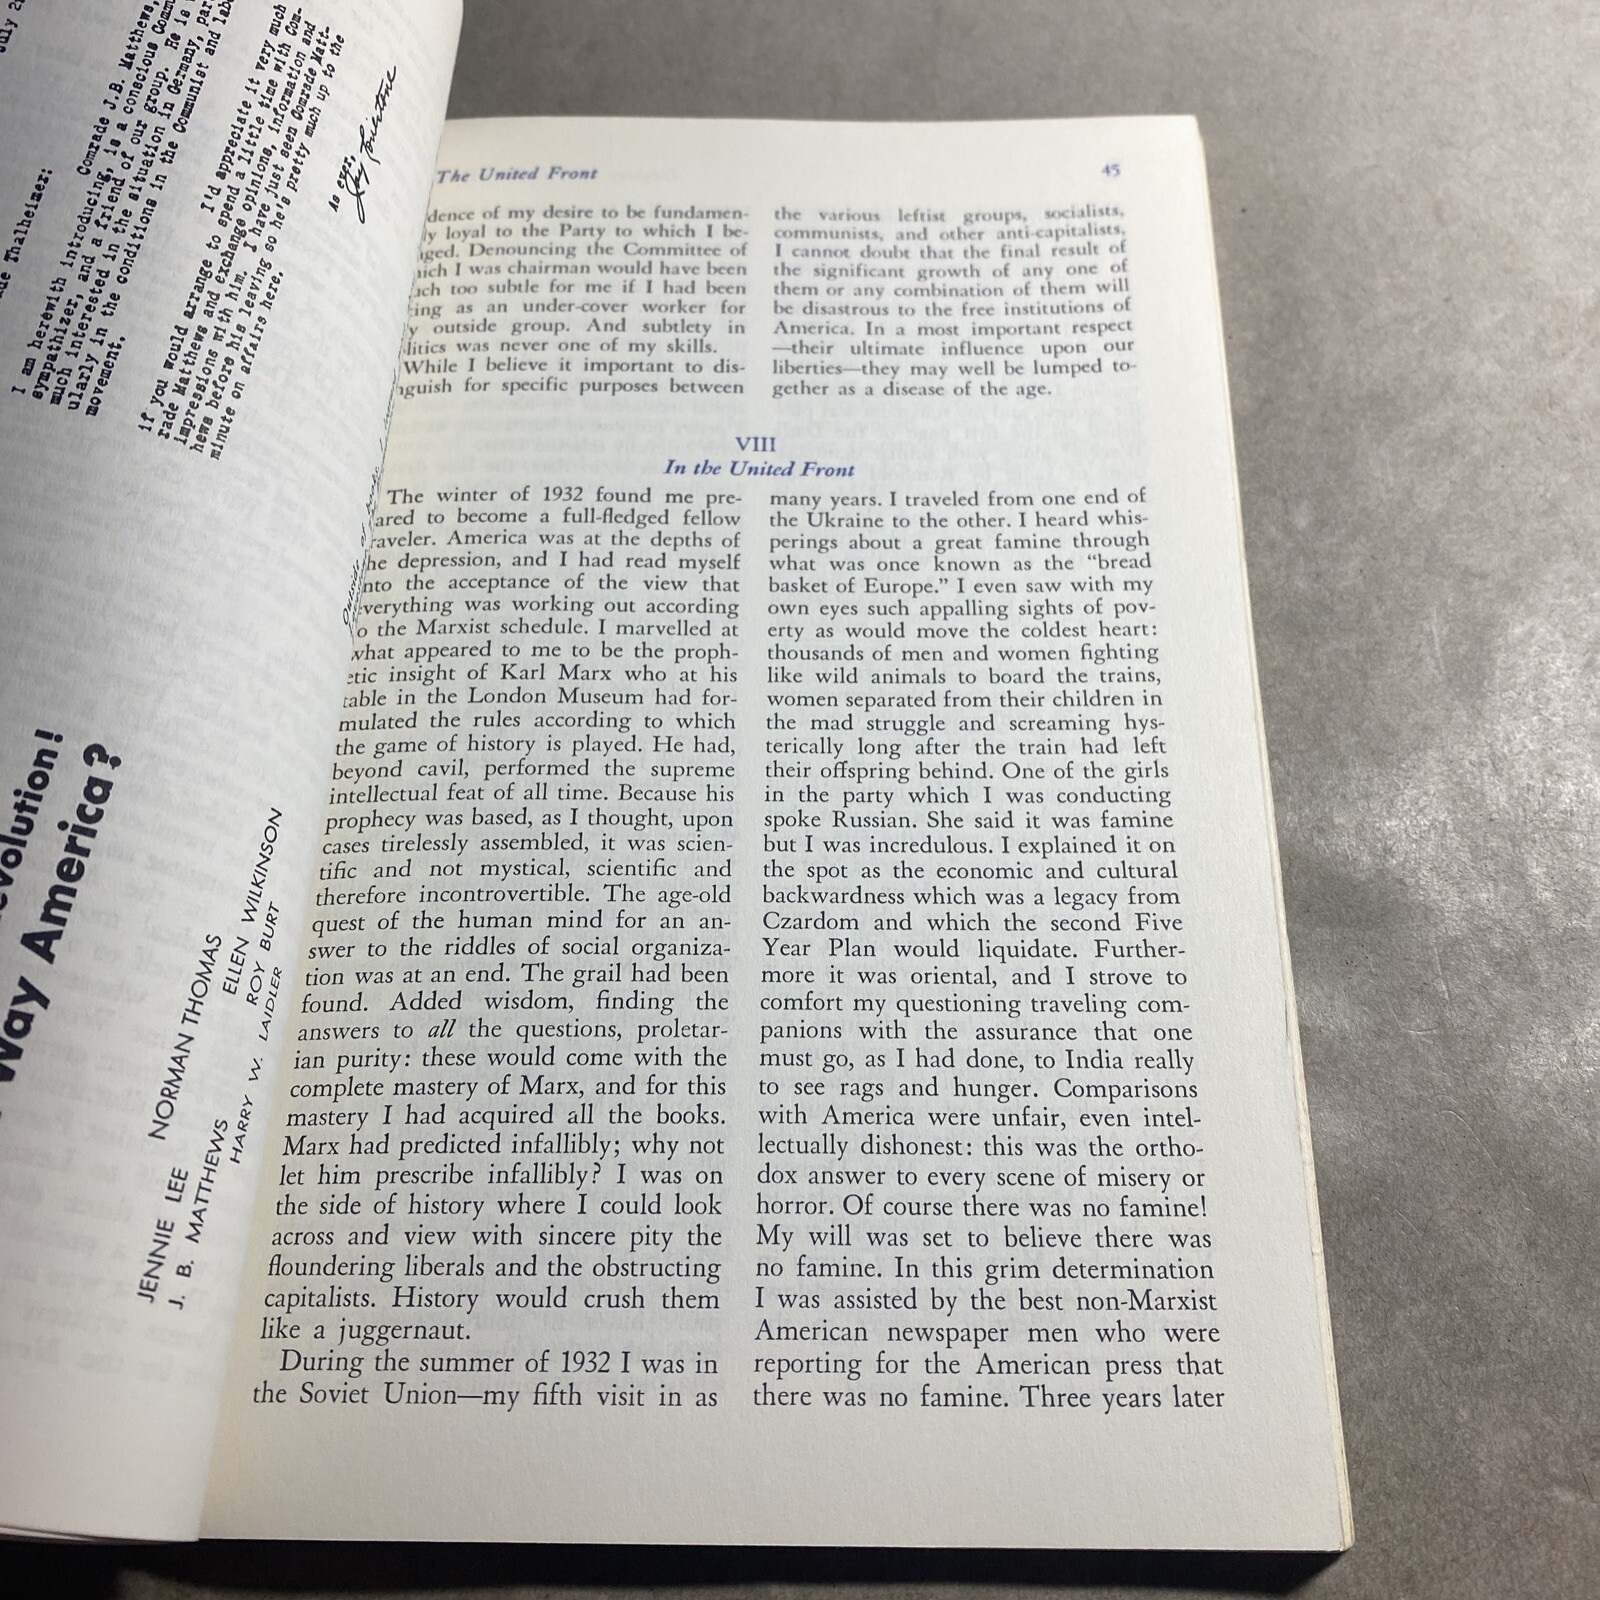 July
Thalheimer:
I am herewith introducing Comrade J.B. Matthews,
sympathizer, and a friend, is a conscious
much interested in the situation of our group. He is
ularly in the conditions in Germany,
movement. in the Communist and
I'd appreciate it very much
if you would arrange to spend a little time with Com-
rade Matthews and exchange opinions, information and
impressions with him. I have just seen Comrade Matt-
hews before his leaving so he's pretty much up to the
minute on affairs here.
As ever,
Jay Lovestone
Way America?
JENNIE LEE NORMAN THOMAS
J. B. MATTHEWS ELLEN WILKINSON
HARRY W. LAIDLER ROY BURT
The United Front 45
dence of my desire to be fundamen-
ly loyal to the Party to which I be-
ged. Denouncing the Committee of
ich I was chairman would have been
ch too subtle for me if I had been
ing as an under-cover worker for
y outside group. And subtlety in
litics was never one of my skills.
While I believe it important to dis-
guish for specific purposes between
the various leftist groups, socialists,
communists, and other anti-capitalists,
I cannot doubt that the final result of
the significant growth of any one of
them or any combination of them will
be disastrous to the free institutions of
America. In a most important respect
—their ultimate influence upon our
liberties—they may well be lumped to-
gether as a disease of the age.
VIII
In the United Front
The winter of 1932 found me pre-
ared to become a full-fledged fellow
raveler. America was at the depths of
he depression, and I had read myself
nto the acceptance of the view that
everything was working out according
o the Marxist schedule. I marvelled at
what appeared to me to be the proph-
etic insight of Karl Marx who at his
table in the London Museum had for-
mulated the rules according to which
the game of history is played. He had,
beyond cavil, performed the supreme
intellectual feat of all time. Because his
prophecy was based, as I thought, upon
cases tirelessly assembled, it was scien-
tific and not mystical, scientific and
therefore incontrovertible. The age-old
quest of the human mind for an an-
swer to the riddles of social organiza-
tion was at an end. The grail had been
found. Added wisdom, finding the
answers to all the questions, proletar-
ian purity: these would come with the
complete mastery of Marx, and for this
mastery I had acquired all the books.
Marx had predicted infallibly; why not
let him prescribe infallibly? I was on
the side of history where I could look
across and view with sincere pity the
floundering liberals and the obstructing
capitalists. History would crush them
like a juggernaut.
During the summer of 1932 I was in
the Soviet Union—my fifth visit in as
many years. I traveled from one end of
the Ukraine to the other. I heard whis-
perings about a great famine through
what was once known as the “bread
basket of Europe.” I even saw with my
own eyes such appalling sights of pov-
erty as would move the coldest heart:
thousands of men and women fighting
like wild animals to board the trains,
women separated from their children in
the mad struggle and screaming hys-
terically long after the train had left
their offspring behind. One of the girls
in the party which I was conducting
spoke Russian. She said it was famine
but I was incredulous. I explained it on
the spot as the economic and cultural
backwardness which was a legacy from
Czardom and which the second Five
Year Plan would liquidate. Further-
more it was oriental, and I strove to
comfort my questioning traveling com-
panions with the assurance that one
must go, as I had done, to India really
to see rags and hunger. Comparisons
with America were unfair, even intel-
lectually dishonest: this was the ortho-
dox answer to every scene of misery or
horror. Of course there was no famine!
My will was set to believe there was
no famine. In this grim determination
I was assisted by the best non-Marxist
American newspaper men who were
reporting for the American press that
there was no famine. Three years later